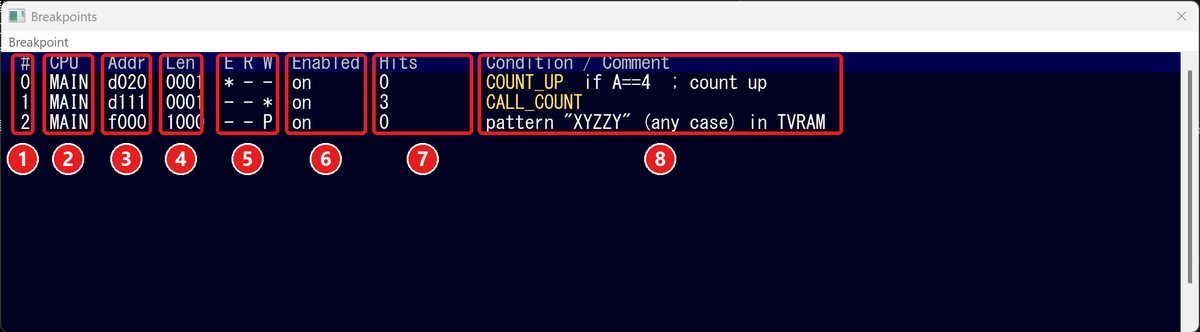 Breakpoints
Breakpoint
# CPU Addr Len E R W Enabled Hits Condition / Comment
0 MAIN d020 0001 * - - on 0 COUNT_UP if A==4 ; count up
1 MAIN d111 0001 - - * on 3 CALL_COUNT
2 MAIN f000 1000 - - P on 0 pattern "XYZZY" (any case) in TVRAM
1 2 3 4 5 6 7 8